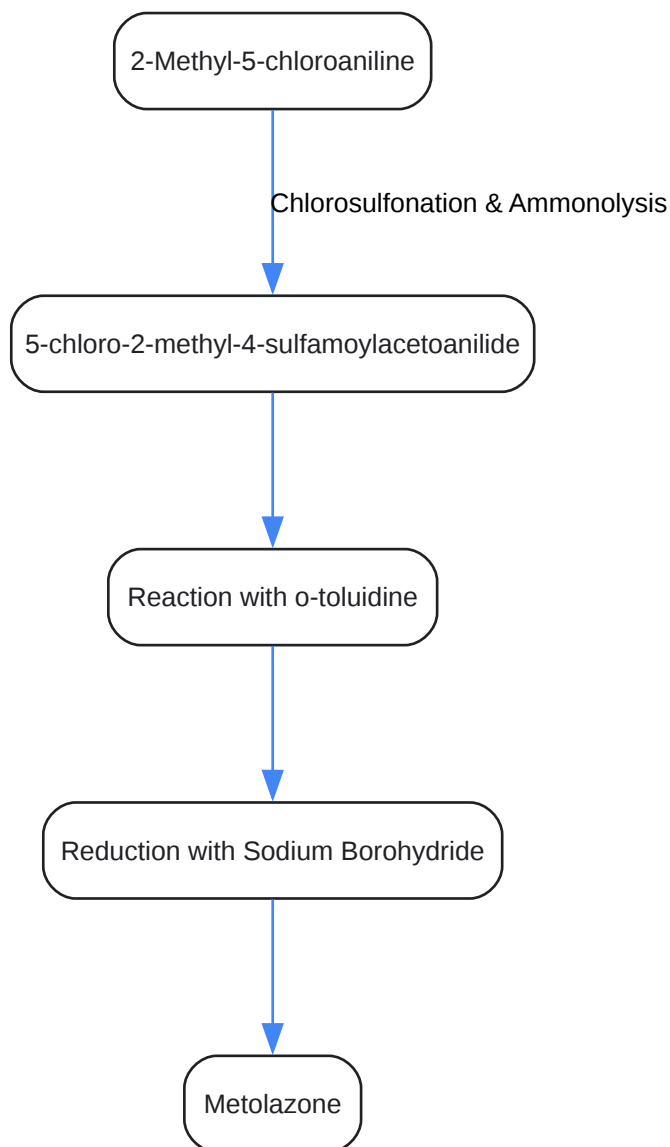 2-Methyl-5-chloroaniline
Chlorosulfonation & Ammonolysis
5-chloro-2-methyl-4-sulfamoylacetoanilide
Reaction with o-toluidine
Reduction with Sodium Borohydride
Metolazone